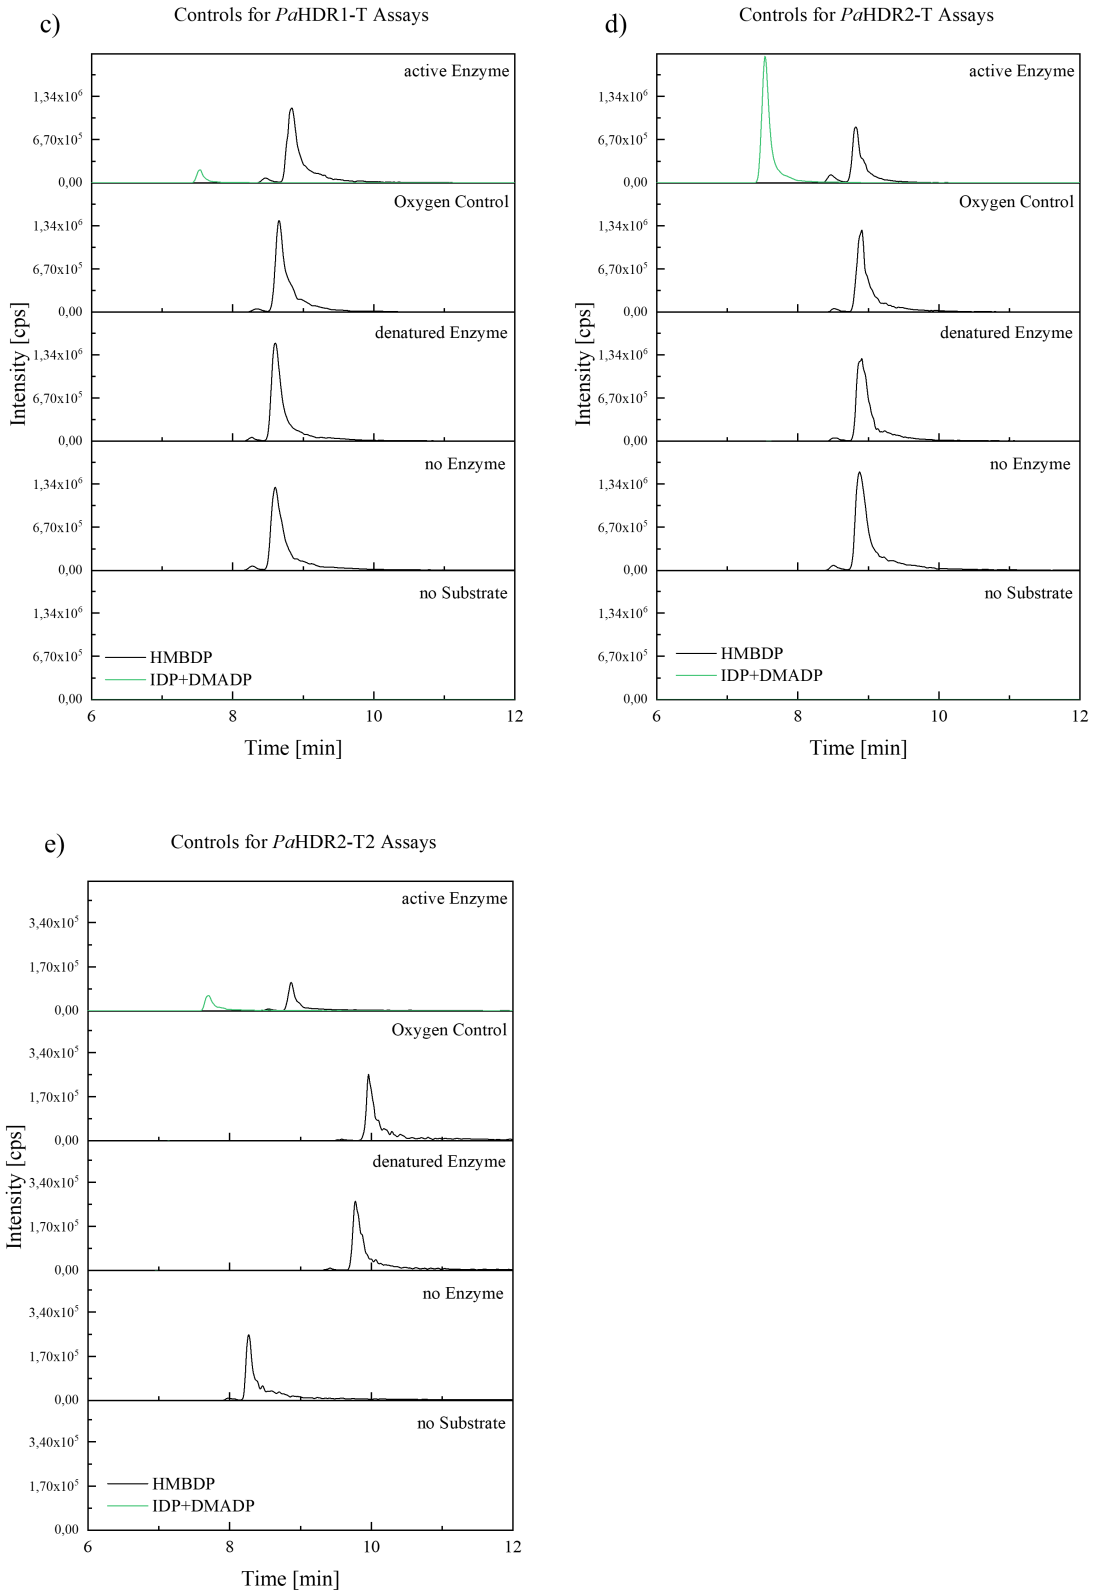 c)
Controls for PaHDR1-T Assays
active Enzyme
1,34x10⁶
6,70x10⁵
0,00
Oxygen Control
1,34x10⁶
6,70x10⁵
0,00
denatured Enzyme
1,34x10⁶
6,70x10⁵
0,00
no Enzyme
1,34x10⁶
6,70x10⁵
0,00
no Substrate
1,34x10⁶
6,70x10⁵
0,00
HMBDP
IDP+DMADP
Intensity [cps]
6 8 10 12
Time [min]
d)
Controls for PaHDR2-T Assays
active Enzyme
1,34x10⁶
6,70x10⁵
0,00
Oxygen Control
1,34x10⁶
6,70x10⁵
0,00
denatured Enzyme
1,34x10⁶
6,70x10⁵
0,00
no Enzyme
1,34x10⁶
6,70x10⁵
0,00
no Substrate
1,34x10⁶
6,70x10⁵
0,00
HMBDP
IDP+DMADP
Intensity [cps]
6 8 10 12
Time [min]
e)
Controls for PaHDR2-T2 Assays
active Enzyme
3,40x10⁵
1,70x10⁵
0,00
Oxygen Control
3,40x10⁵
1,70x10⁵
0,00
denatured Enzyme
3,40x10⁵
1,70x10⁵
0,00
no Enzyme
3,40x10⁵
1,70x10⁵
0,00
no Substrate
3,40x10⁵
1,70x10⁵
0,00
HMBDP
IDP+DMADP
Intensity [cps]
6 8 10 12
Time [min]